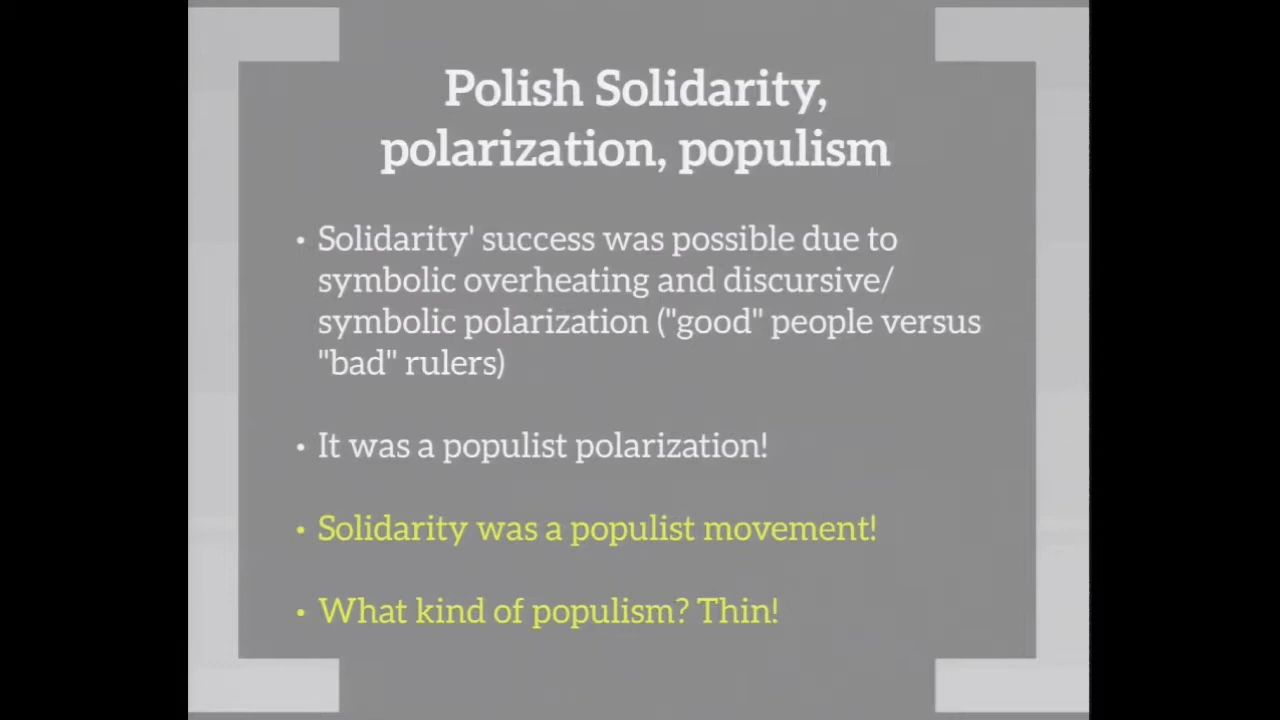 Polish Solidarity,
polarization, populism
• Solidarity' success was possible due to
symbolic overheating and discursive/
symbolic polarization ("good" people versus
"bad" rulers)
• It was a populist polarization!
• Solidarity was a populist movement!
• What kind of populism? Thin!